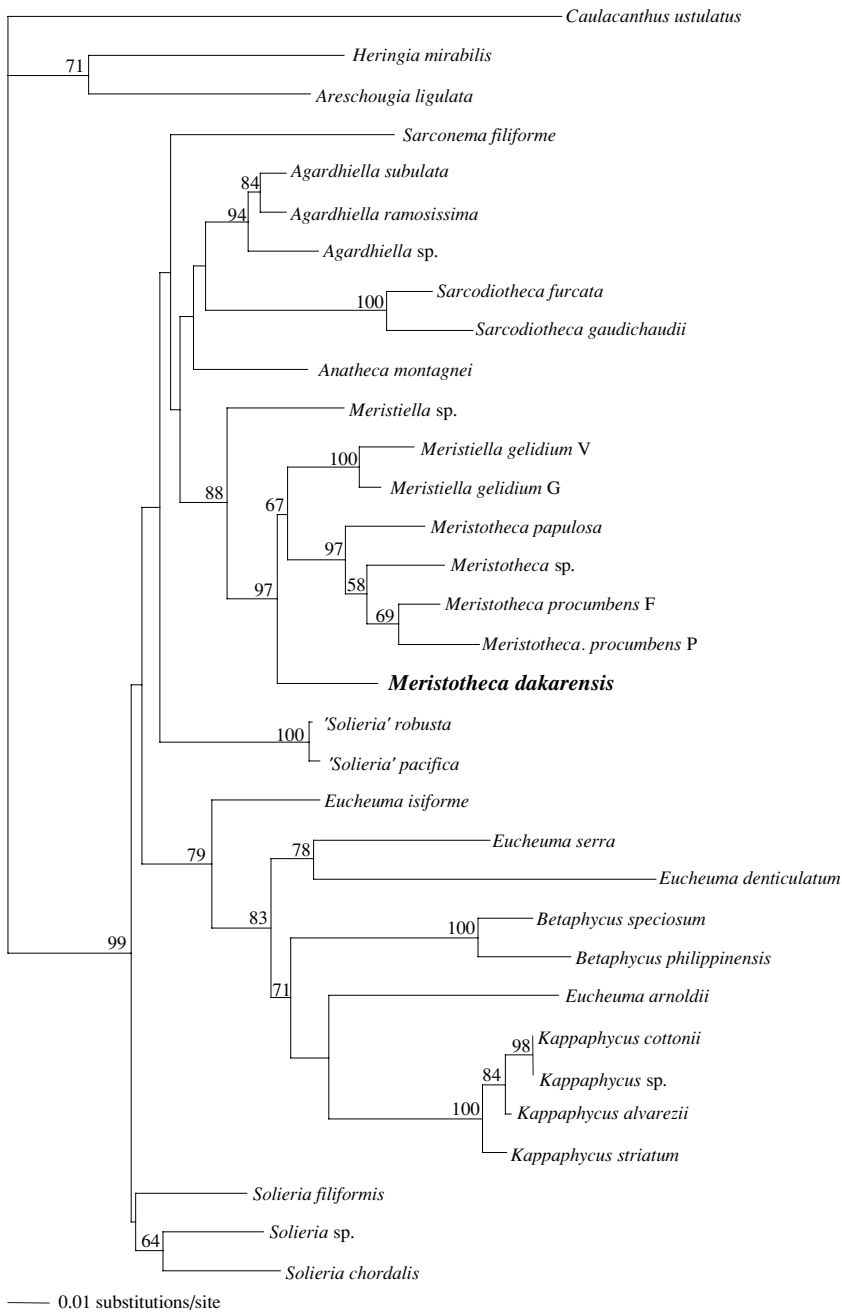 Caulacanthus ustulatus
71
Heringia mirabilis
Areschougia ligulata
Sarconema filiforme
84
Agardhiella subulata
94
Agardhiella ramosissima
Agardhiella sp.
100
Sarcodiotheca furcata
Sarcodiotheca gaudichaudii
Anatheca montagnei
Meristiella sp.
88
100
Meristiella gelidium V
Meristiella gelidium G
67
Meristotheca papulosa
97
Meristotheca sp.
97
58
Meristotheca procumbens F
69
Meristotheca. procumbens P
Meristotheca dakarensis
100
'Solieria' robusta
'Solieria' pacifica
Eucheuma isiforme
79
78
Eucheuma serra
Eucheuma denticulatum
83
100
Betaphycus speciosum
Betaphycus philippinensis
99
71
Eucheuma arnoldii
98
Kappaphycus cottonii
84
Kappaphycus sp.
100
Kappaphycus alvarezii
Kappaphycus striatum
Solieria filiformis
64
Solieria sp.
Solieria chordalis
0.01 substitutions/site